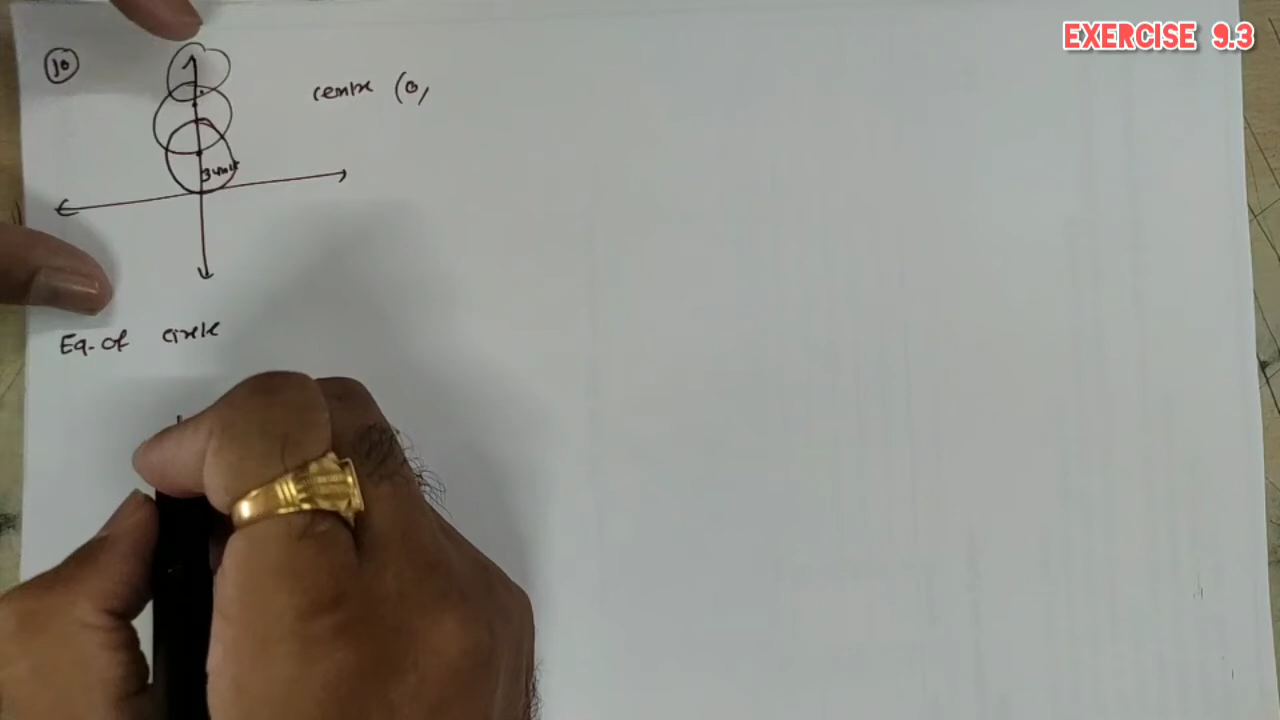 EXERCISE 9.3
10
centre (0,
3 unit
Eq. of circle